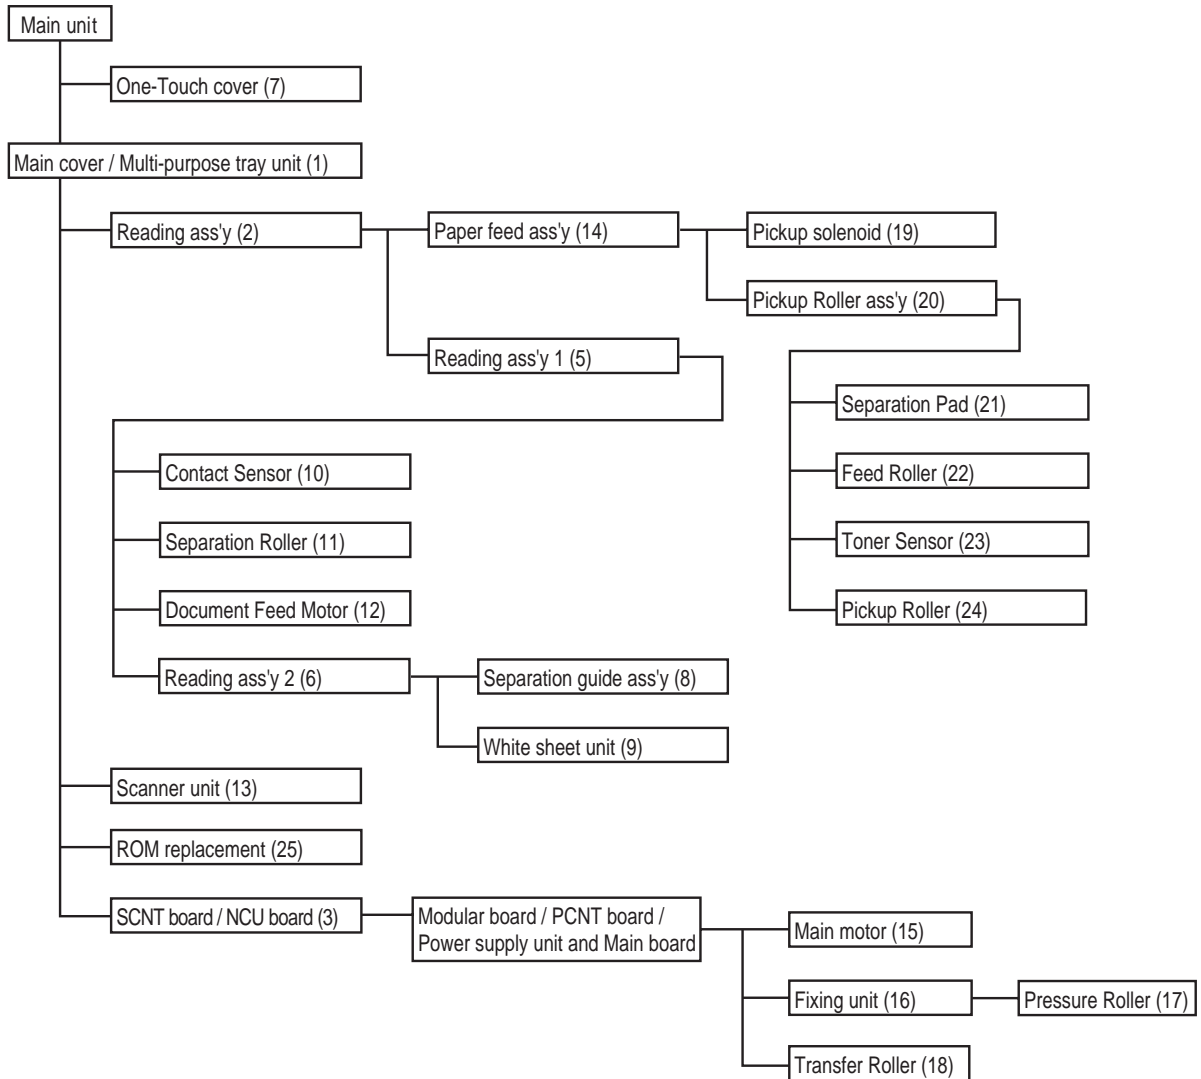 Main unit
One-Touch cover (7)
Main cover / Multi-purpose tray unit (1)
Reading ass'y (2)
Paper feed ass'y (14)
Pickup solenoid (19)
Pickup Roller ass'y (20)
Reading ass'y 1 (5)
Separation Pad (21)
Feed Roller (22)
Toner Sensor (23)
Pickup Roller (24)
Contact Sensor (10)
Separation Roller (11)
Document Feed Motor (12)
Reading ass'y 2 (6)
Separation guide ass'y (8)
White sheet unit (9)
Scanner unit (13)
ROM replacement (25)
SCNT board / NCU board (3)
Modular board / PCNT board /
Power supply unit and Main board
Main motor (15)
Fixing unit (16)
Pressure Roller (17)
Transfer Roller (18)